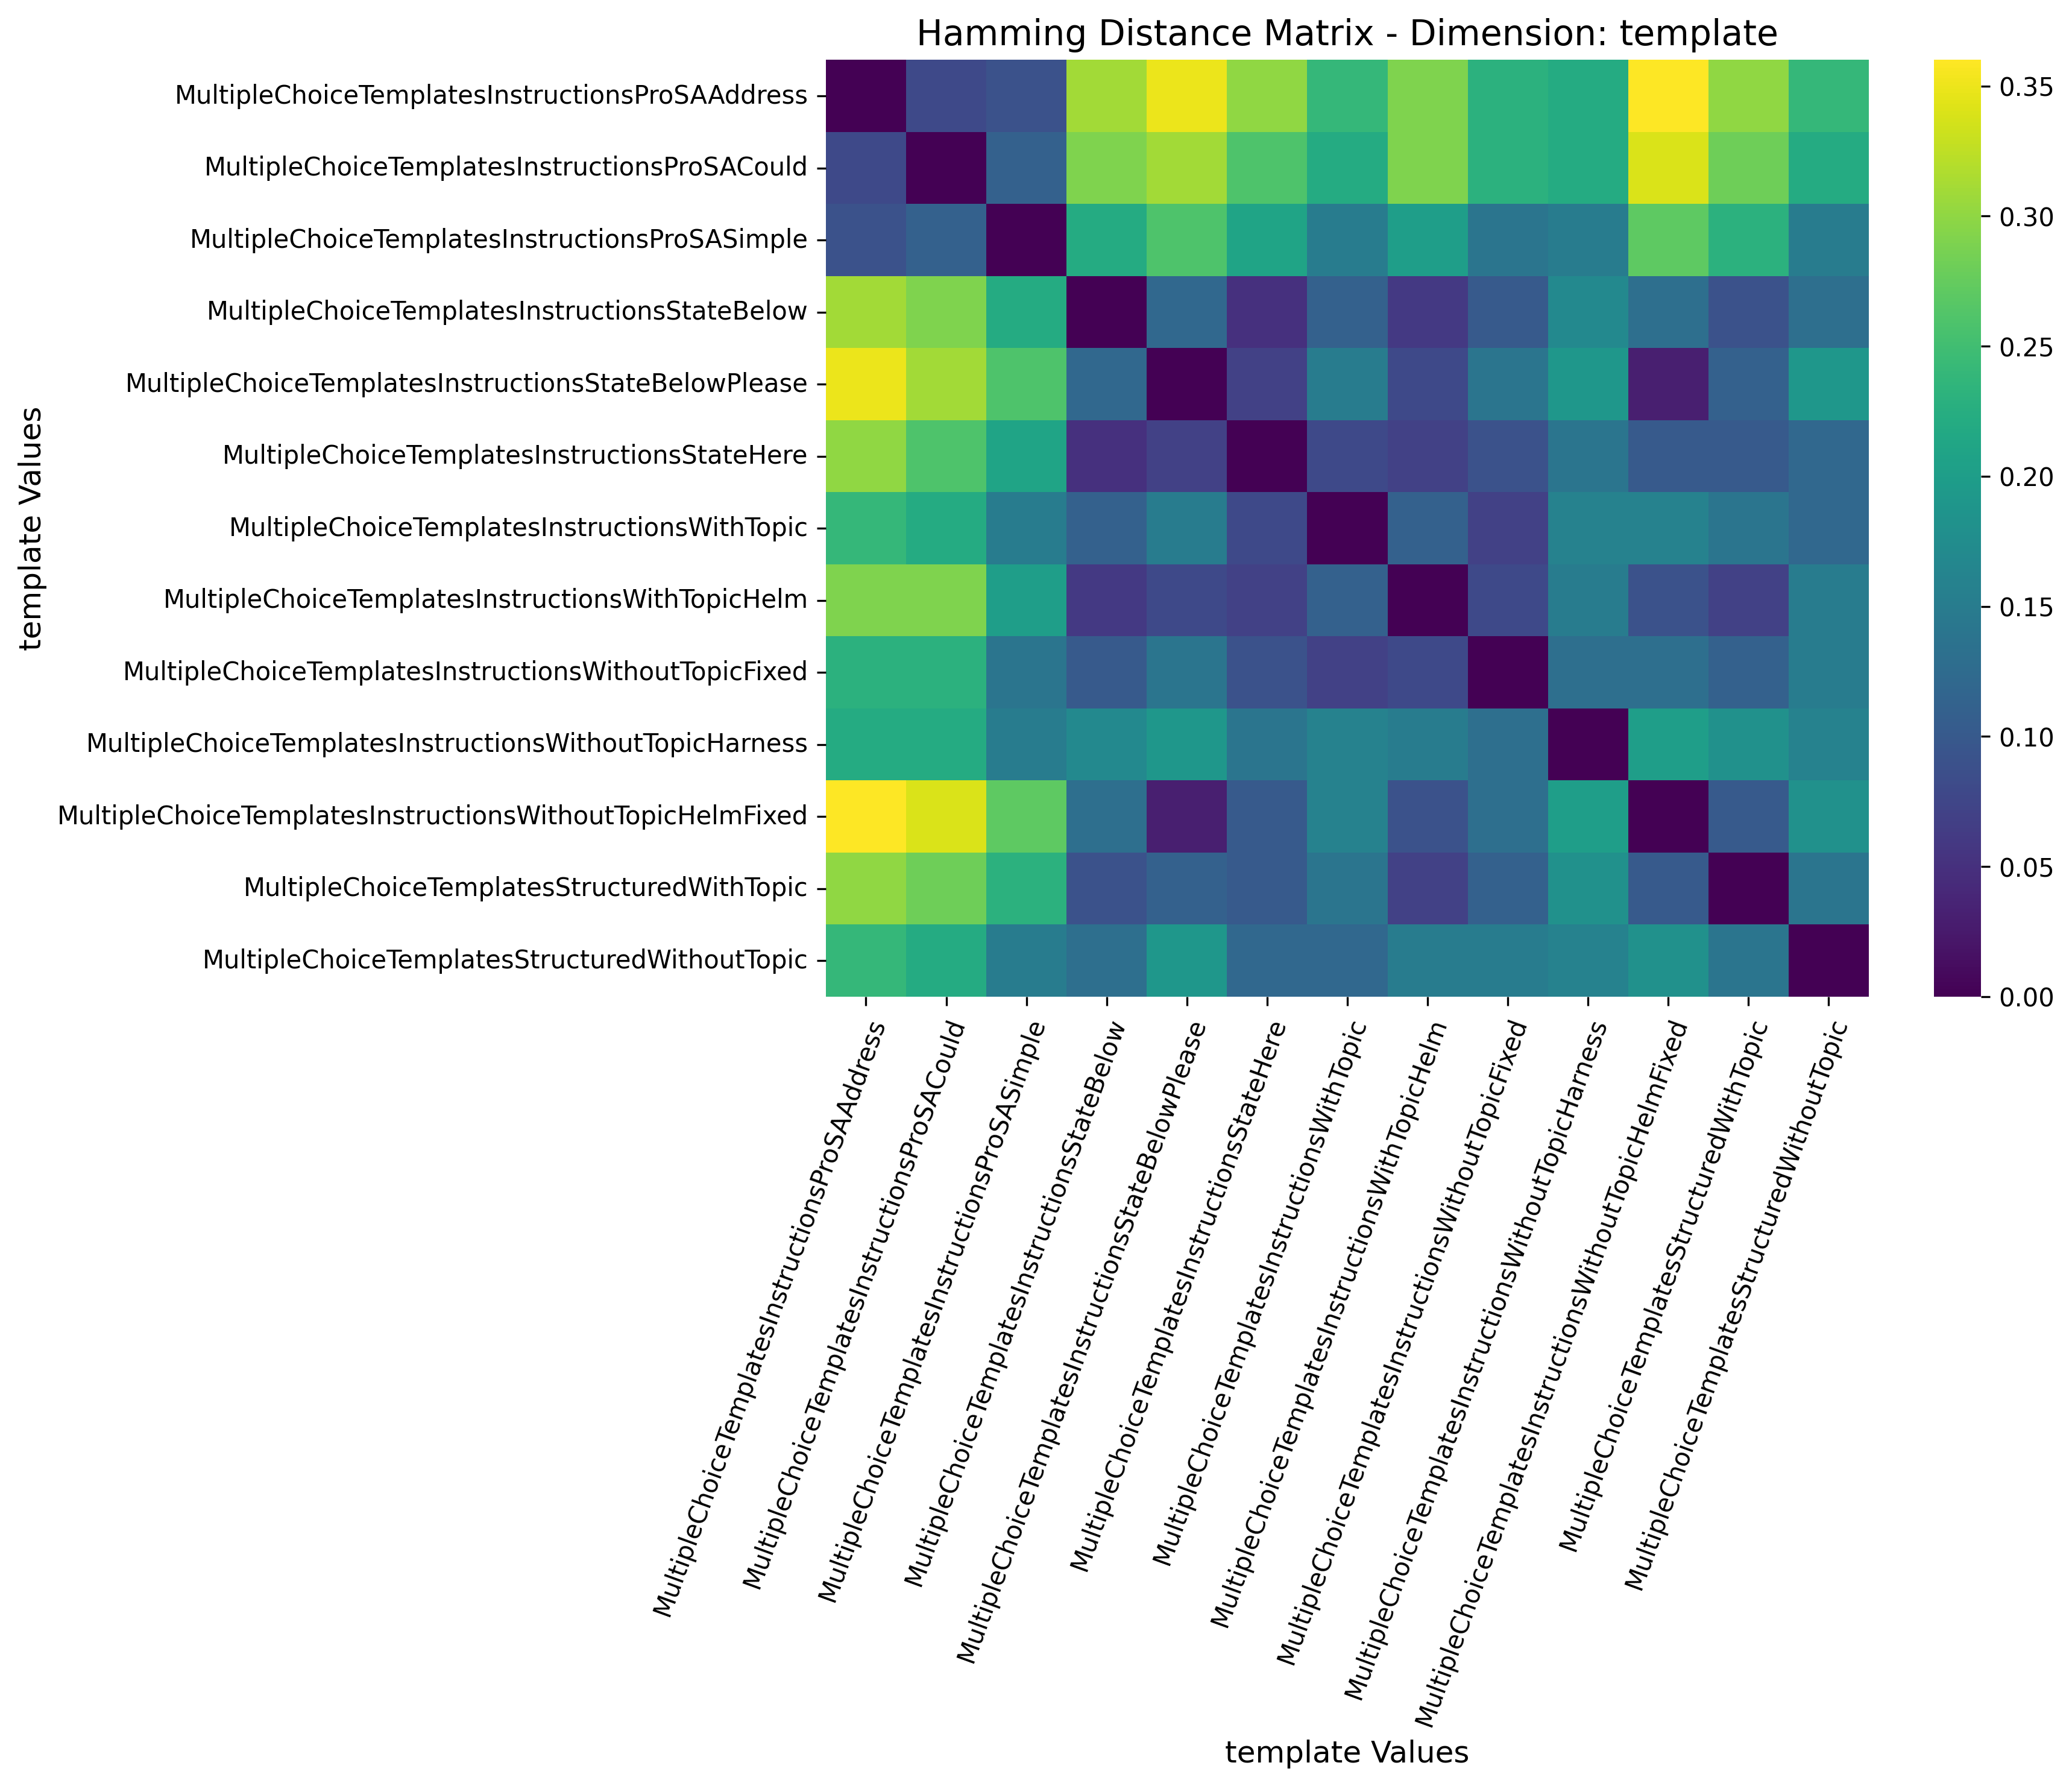 Hamming Distance Matrix - Dimension: template
template Values
MultipleChoiceTemplatesInstructionsProSAAddress
MultipleChoiceTemplatesInstructionsProSACould
MultipleChoiceTemplatesInstructionsProSASimple
MultipleChoiceTemplatesInstructionsStateBelow
MultipleChoiceTemplatesInstructionsStateBelowPlease
MultipleChoiceTemplatesInstructionsStateHere
MultipleChoiceTemplatesInstructionsWithTopic
MultipleChoiceTemplatesInstructionsWithTopicHelm
MultipleChoiceTemplatesInstructionsWithoutTopicFixed
MultipleChoiceTemplatesInstructionsWithoutTopicHarness
MultipleChoiceTemplatesInstructionsWithoutTopicHelmFixed
MultipleChoiceTemplatesStructuredWithTopic
MultipleChoiceTemplatesStructuredWithoutTopic
0.35
0.30
0.25
0.20
0.15
0.10
0.05
0.00
MultipleChoiceTemplatesInstructionsProSAAddress
MultipleChoiceTemplatesInstructionsProSACould
MultipleChoiceTemplatesInstructionsProSASimple
MultipleChoiceTemplatesInstructionsStateBelow
MultipleChoiceTemplatesInstructionsStateBelowPlease
MultipleChoiceTemplatesInstructionsStateHere
MultipleChoiceTemplatesInstructionsWithTopic
MultipleChoiceTemplatesInstructionsWithTopicHelm
MultipleChoiceTemplatesInstructionsWithoutTopicFixed
MultipleChoiceTemplatesInstructionsWithoutTopicHarness
MultipleChoiceTemplatesInstructionsWithoutTopicHelmFixed
MultipleChoiceTemplatesStructuredWithTopic
MultipleChoiceTemplatesStructuredWithoutTopic
template Values